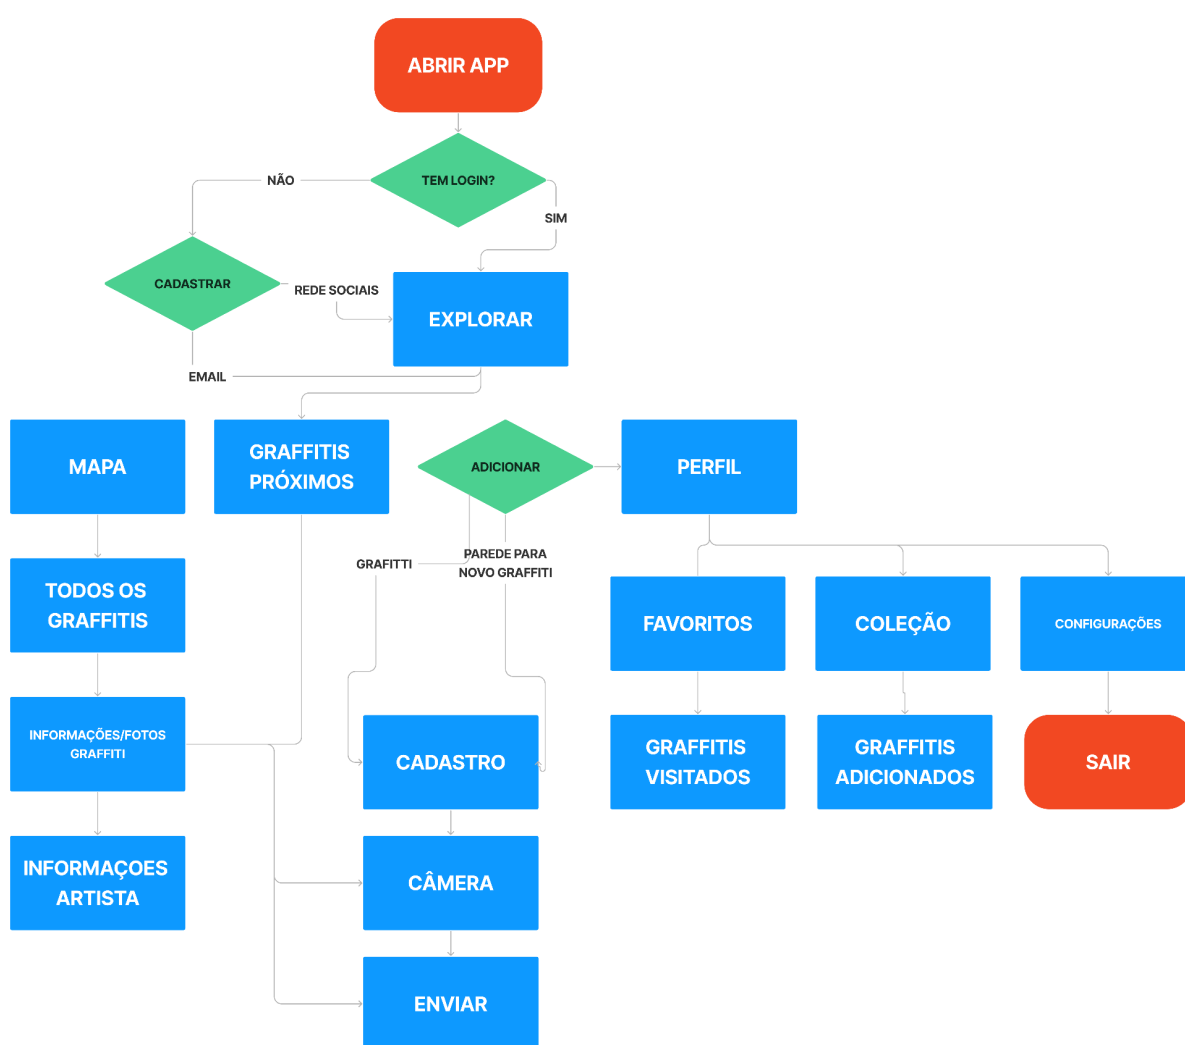 ABRIR APP
TEM LOGIN?
NÃO
SIM
CADASTRAR
REDE SOCIAIS
EXPLORAR
EMAIL
MAPA
GRAFFITIS
PRÓXIMOS
ADICIONAR
PERFIL
GRAFITTI
PAREDE PARA
NOVO GRAFFITI
TODOS OS
GRAFFITIS
FAVORITOS
COLEÇÃO
CONFIGURAÇÕES
INFORMAÇÕES/FOTOS
GRAFFITI
CADASTRO
GRAFFITIS
VISITADOS
GRAFFITIS
ADICIONADOS
SAIR
INFORMAÇOES
ARTISTA
CÂMERA
ENVIAR